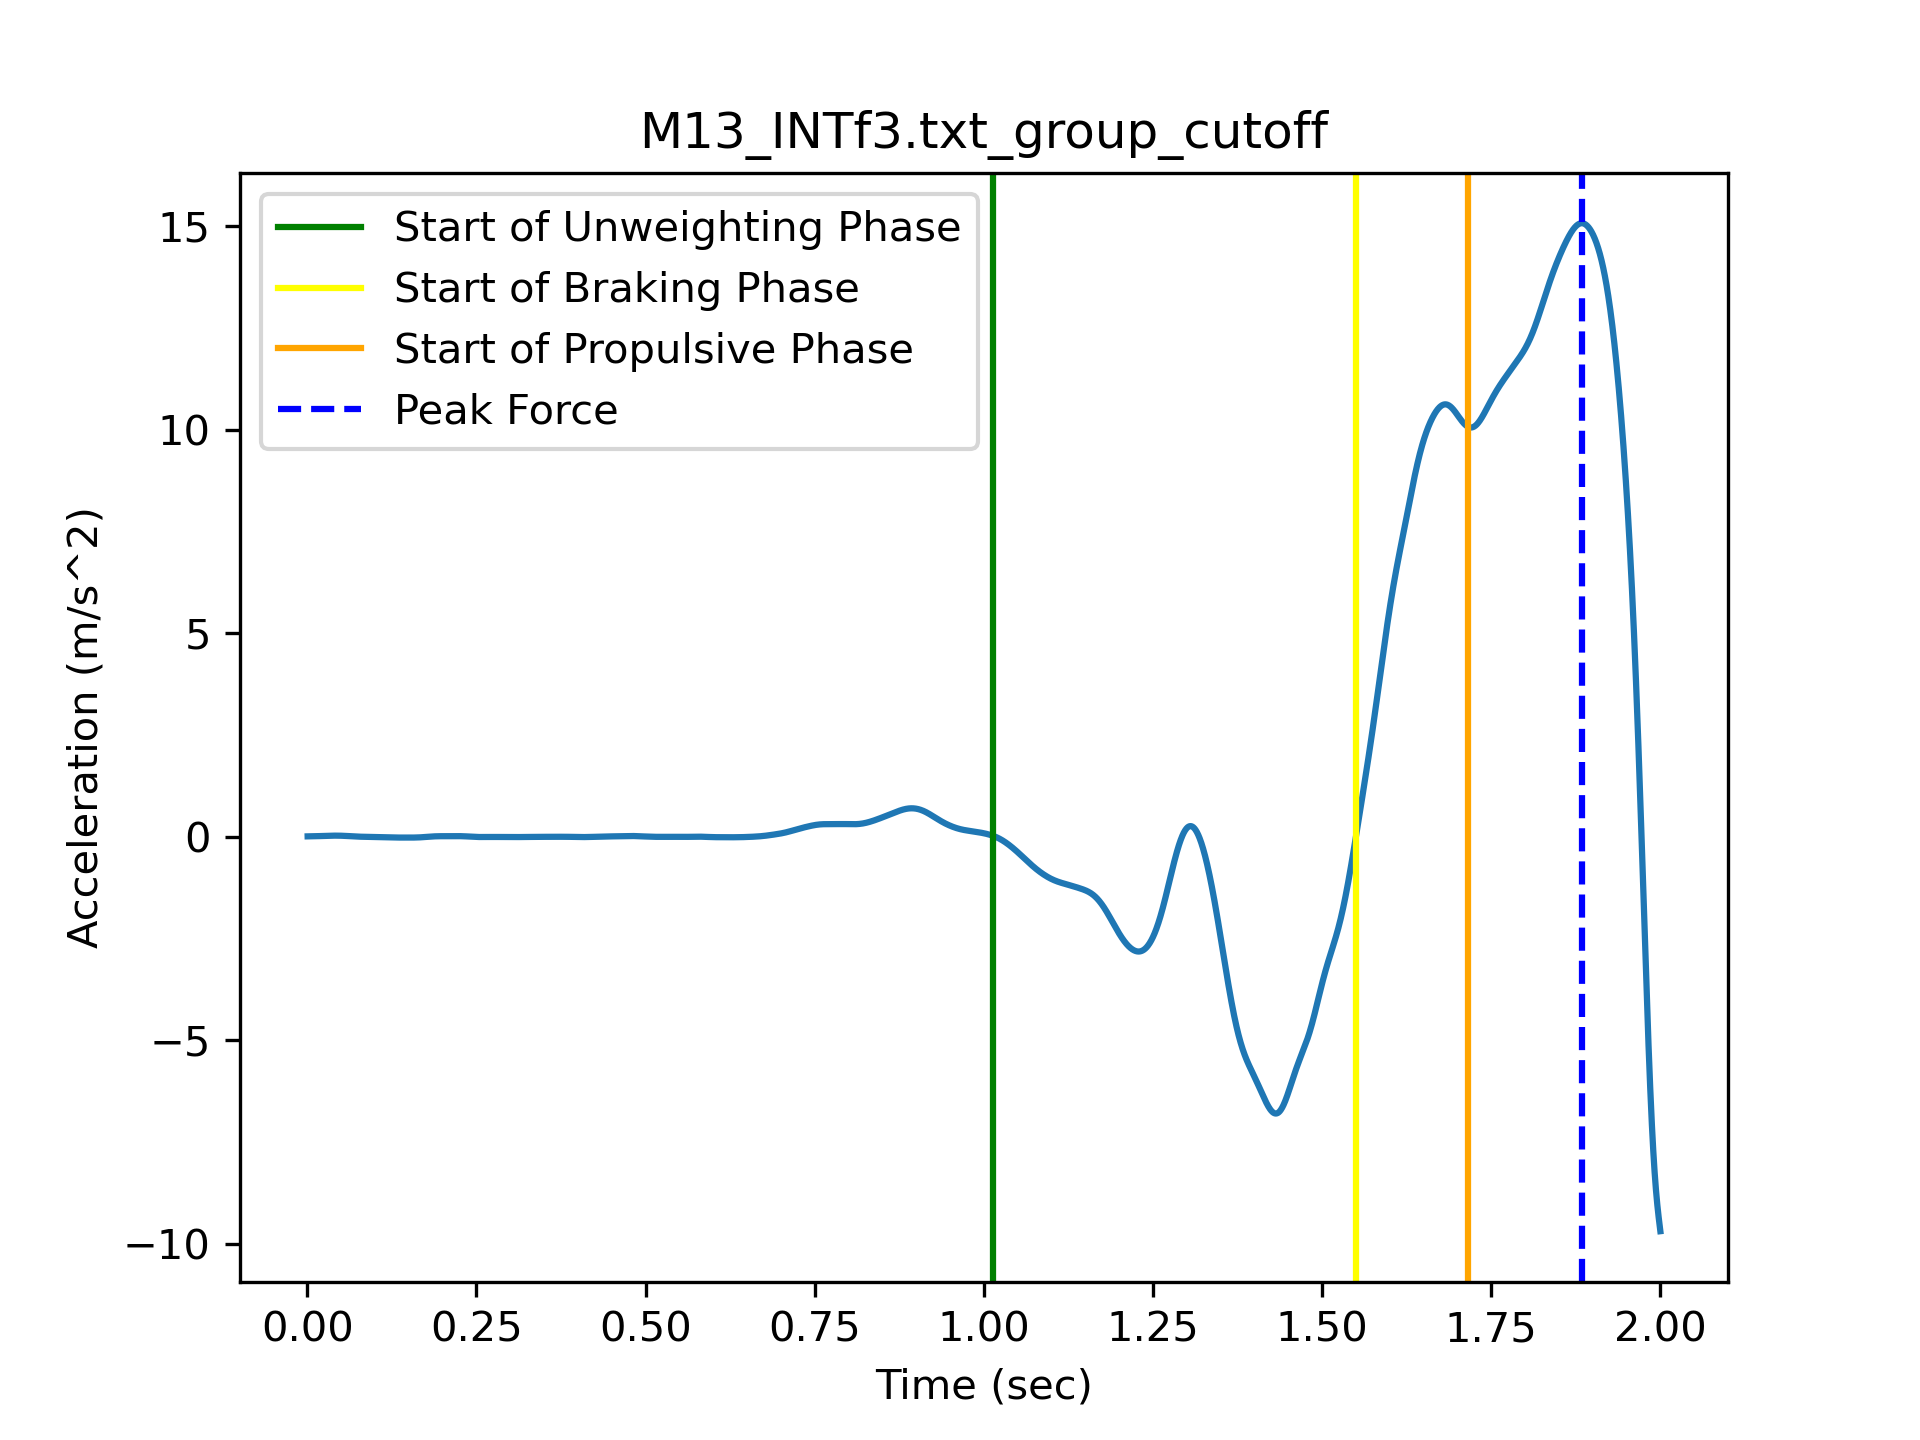 M13_INTf3.txt_group_cutoff
Start of Unweighting Phase
Start of Braking Phase
Start of Propulsive Phase
Peak Force
Acceleration (m/s^2)
15
10
5
0
−5
−10
0.00 0.25 0.50 0.75 1.00 1.25 1.50 1.75 2.00
Time (sec)